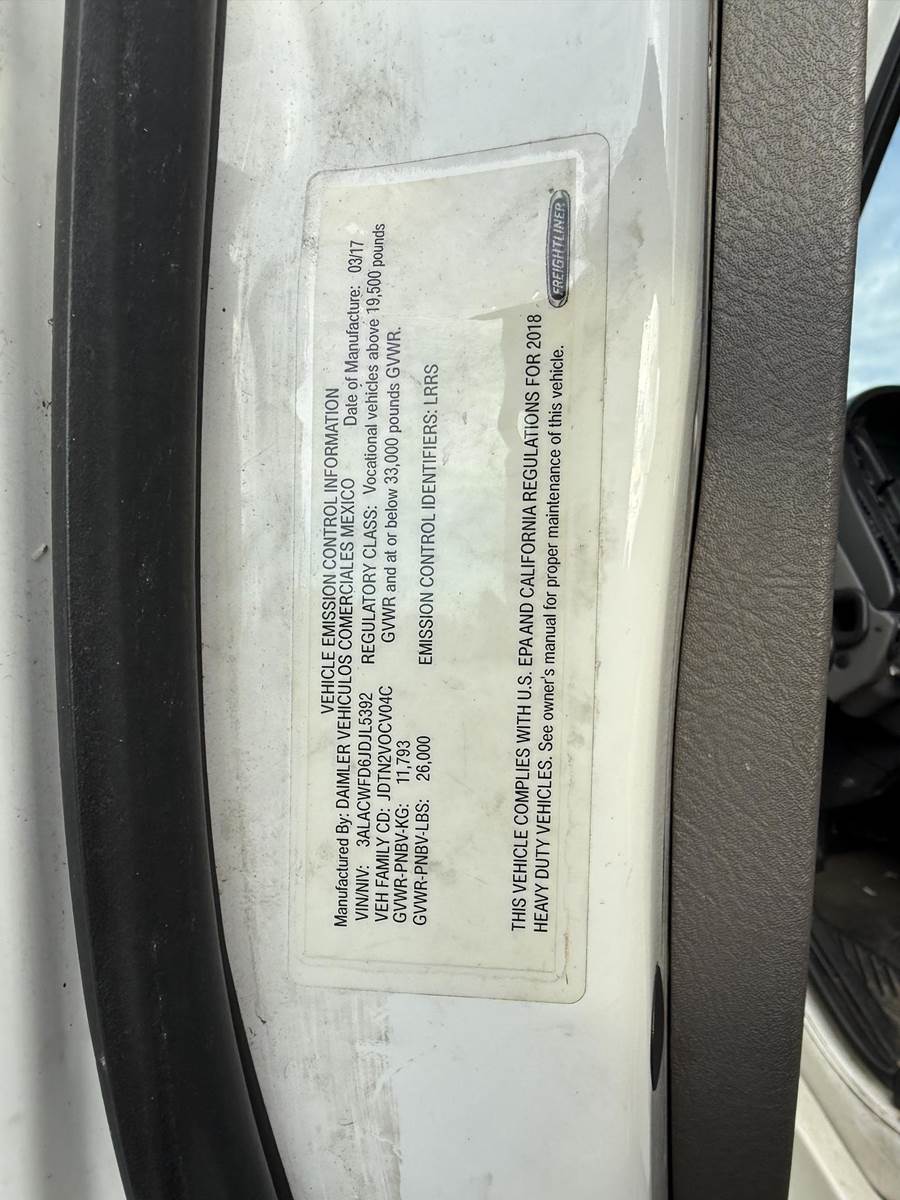 VEHICLE EMISSION CONTROL INFORMATION
Manufactured By: DAIMLER VEHICULOS COMERCIALES MEXICO Date of Manufacture: 03/17
VIN/NIV: 3ALACWFD6JDJL5392 REGULATORY CLASS: Vocational vehicles above 19,500 pounds
VEH FAMILY CD: JDTN2VOCV04C GVWR and at or below 33,000 pounds GVWR.
GVWR-PNBV-KG: 11,793
GVWR-PNBV-LBS: 26,000 EMISSION CONTROL IDENTIFIERS: LRRS
THIS VEHICLE COMPLIES WITH U.S. EPA AND CALIFORNIA REGULATIONS FOR 2018
HEAVY DUTY VEHICLES. See owner's manual for proper maintenance of this vehicle.
FREIGHTLINER